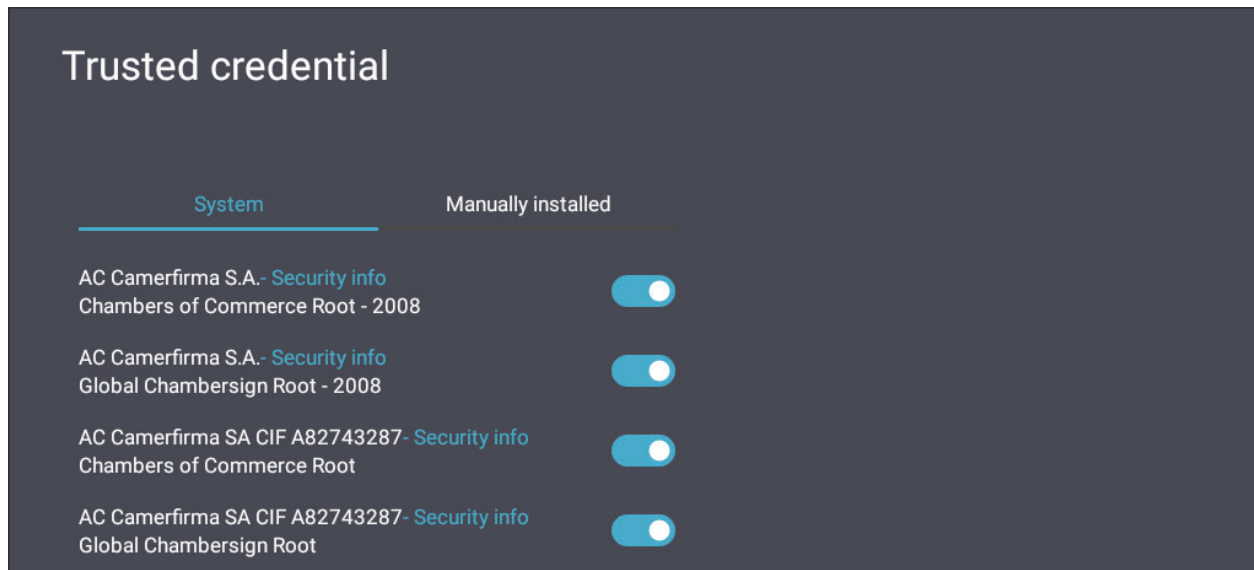 Trusted credential
System
Manually installed
AC Camerfirma S.A.- Security info
Chambers of Commerce Root - 2008
AC Camerfirma S.A.- Security info
Global Chambersign Root - 2008
AC Camerfirma SA CIF A82743287- Security info
Chambers of Commerce Root
AC Camerfirma SA CIF A82743287- Security info
Global Chambersign Root